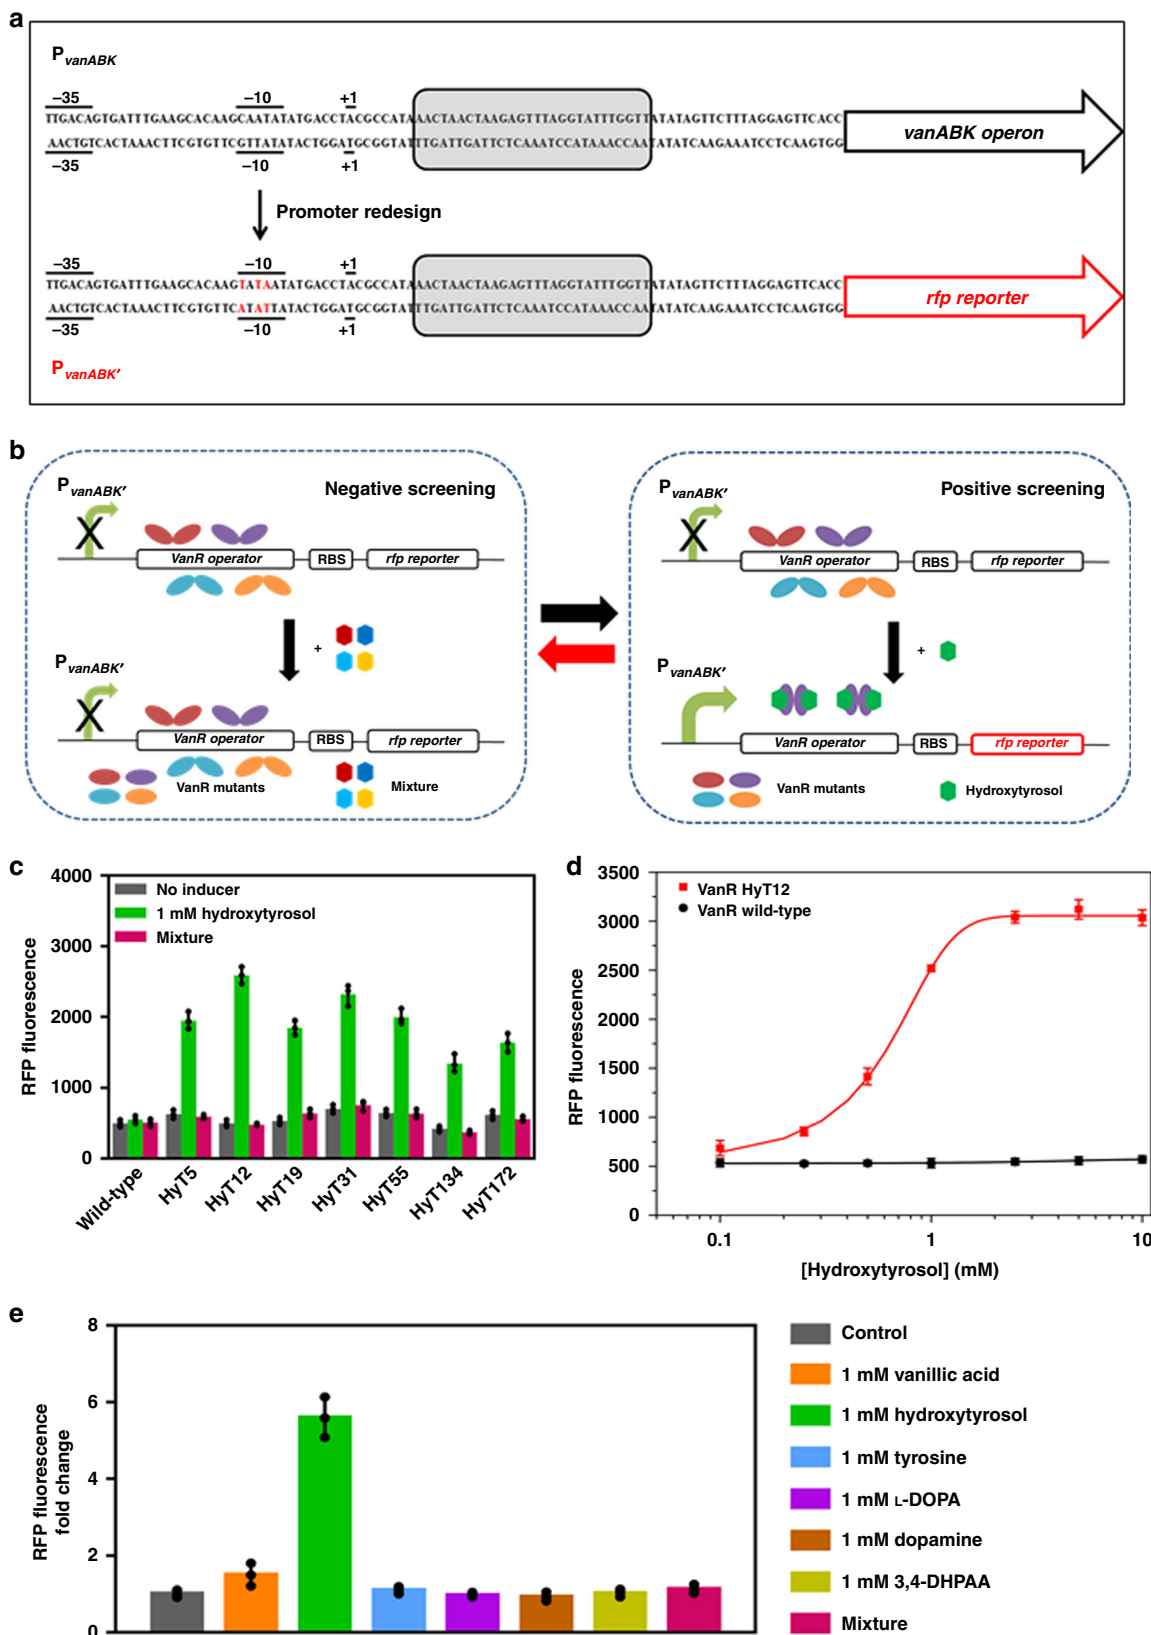 a
PvanABK
−35 −10 +1
TTGACAGTGATTTGAAGCACAAGCAATATATGACCTACGCCATAAACTAACTAAGAGTTTAGGTATTTGGTTATATAGTTCTTTAGGAGTTCACC
AACTGTCACTAAACTTCGTGTTCGTTATATACTGGATGCGGTATTTGATTGATTCTCAAATCCATAAACCAATATATCAAGAAATCCTCAAGTGG
vanABK operon
−35 −10 +1
Promoter redesign
−35 −10 +1
TTGACAGTGATTTGAAGCACAAGTATAATATGACCTACGCCATAAACTAACTAAGAGTTTAGGTATTTGGTTATATAGTTCTTTAGGAGTTCACC
AACTGTCACTAAACTTCGTGTTCATATTATACTGGATGCGGTATTTGATTGATTCTCAAATCCATAAACCAATATATCAAGAAATCCTCAAGTGG
rfp reporter
−35 −10 +1
PvanABK′
b
Negative screening
PvanABK′
X
VanR operator RBS rfp reporter
+
PvanABK′
X
VanR operator RBS rfp reporter
VanR mutants
Mixture
Positive screening
PvanABK′
X
VanR operator RBS rfp reporter
+
PvanABK′
VanR operator RBS rfp reporter
VanR mutants
Hydroxytyrosol
c
RFP fluorescence
4000
3000
2000
1000
0
No inducer
1 mM hydroxytyrosol
Mixture
Wild-type HyT5 HyT12 HyT19 HyT31 HyT55 HyT134 HyT172
d
RFP fluorescence
3500
3000
2500
2000
1500
1000
500
0
VanR HyT12
VanR wild-type
0.1 1 10
[Hydroxytyrosol] (mM)
e
RFP fluorescence
fold change
8
6
4
2
0
Control
1 mM vanillic acid
1 mM hydroxytyrosol
1 mM tyrosine
1 mM L-DOPA
1 mM dopamine
1 mM 3,4-DHPAA
Mixture